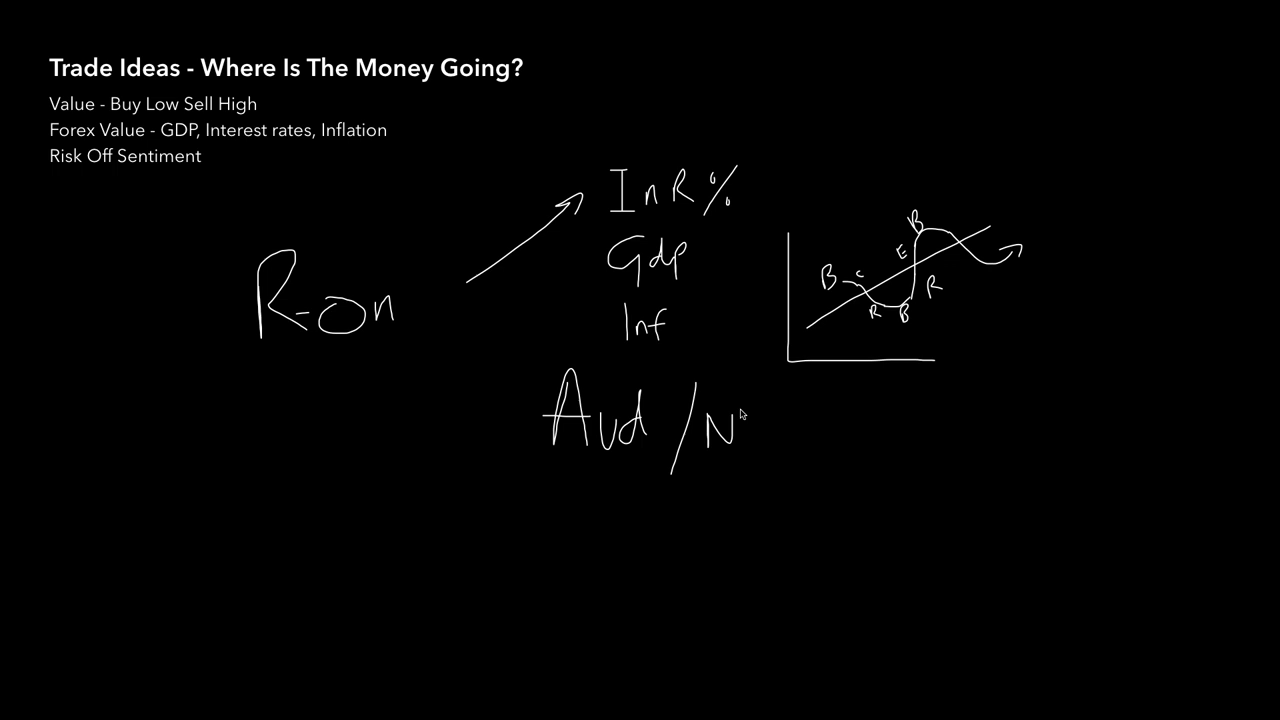 Trade Ideas - Where Is The Money Going?
Value - Buy Low Sell High
Forex Value - GDP, Interest rates, Inflation
Risk Off Sentiment
R-on
InR %
Gdp
Inf
Aud / N
B
E
B C
R
R B